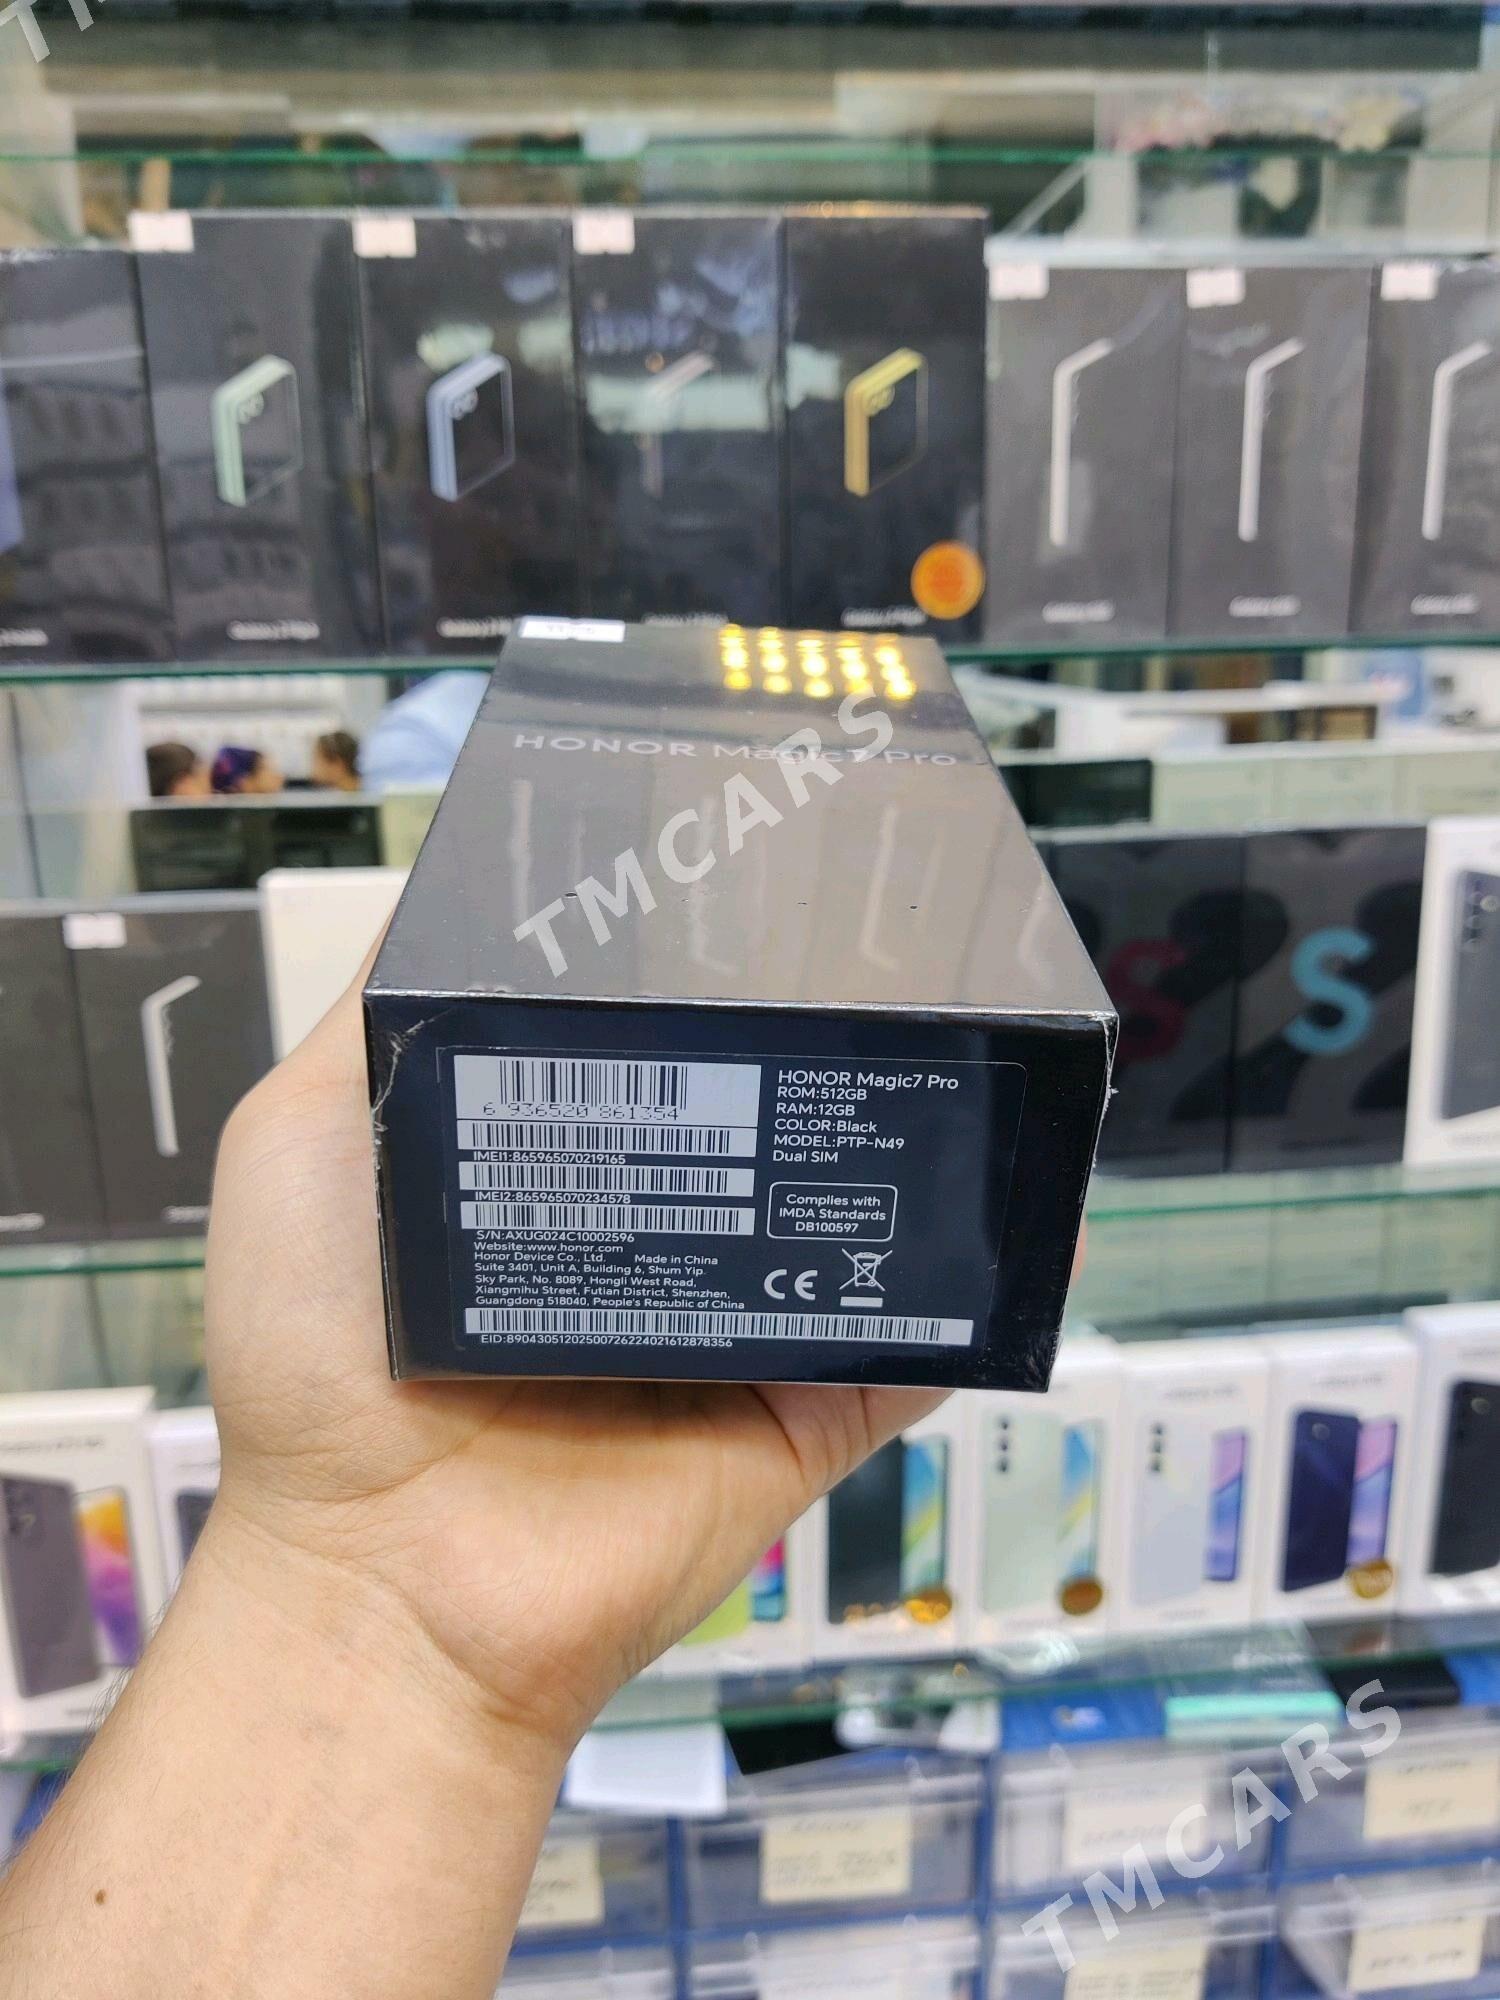 TMCARS
HONOR Magic7 Pro
TMCARS
S
S
6 936520 861354
IMEI1:865965070219165
IMEI2:865965070234578
S/N:AXUG024C10002596
Website:www.honor.com
Honor Device Co., Ltd. Made in China
Suite 3401, Unit A, Building 6, Shum Yip
Sky Park, No. 8089, Hongli West Road,
Xiangmihu Street, Futian District, Shenzhen,
Guangdong 518040, People's Republic of China
EID:89043051202500726224021612878356
HONOR Magic7 Pro
ROM:512GB
RAM:12GB
COLOR:Black
MODEL:PTP-N49
Dual SIM
Complies with
IMDA Standards
DB100597
CE
TMCARS